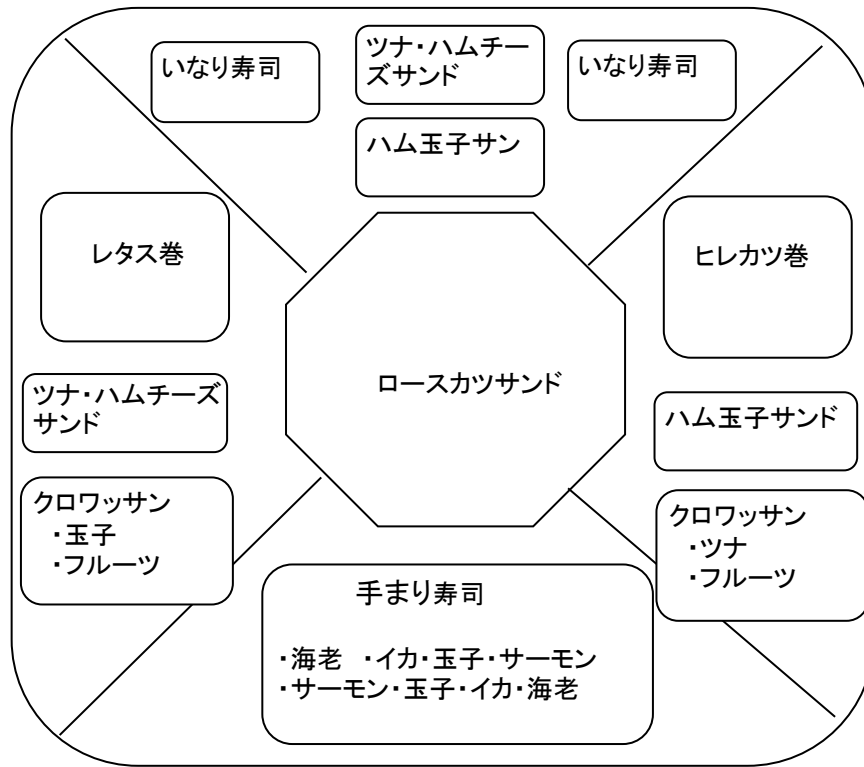 いなり寿司
ツナ・ハムチー
ズサンド
いなり寿司
ハム玉子サン
レタス巻
ヒレカツ巻
ロースカツサンド
ツナ・ハムチーズ
サンド
ハム玉子サンド
クロワッサン
・玉子
・フルーツ
クロワッサン
・ツナ
・フルーツ
手まり寿司
・海老　・イカ・玉子・サーモン
・サーモン・玉子・イカ・海老